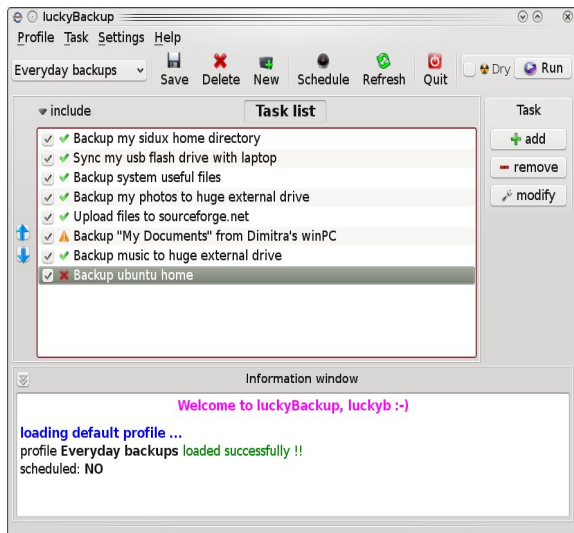 luckyBackup
Profile Task Settings Help
Everyday backups Save Delete New Schedule Refresh Quit Dry Run
include Task list Task
Backup my sidux home directory
Sync my usb flash drive with laptop
Backup system useful files
Backup my photos to huge external drive
Upload files to sourceforge.net
Backup "My Documents" from Dimitra's winPC
Backup music to huge external drive
Backup ubuntu home
add
remove
modify
Information window
Welcome to luckyBackup, luckyb :-)
loading default profile ...
profile Everyday backups loaded successfully !!
scheduled: NO